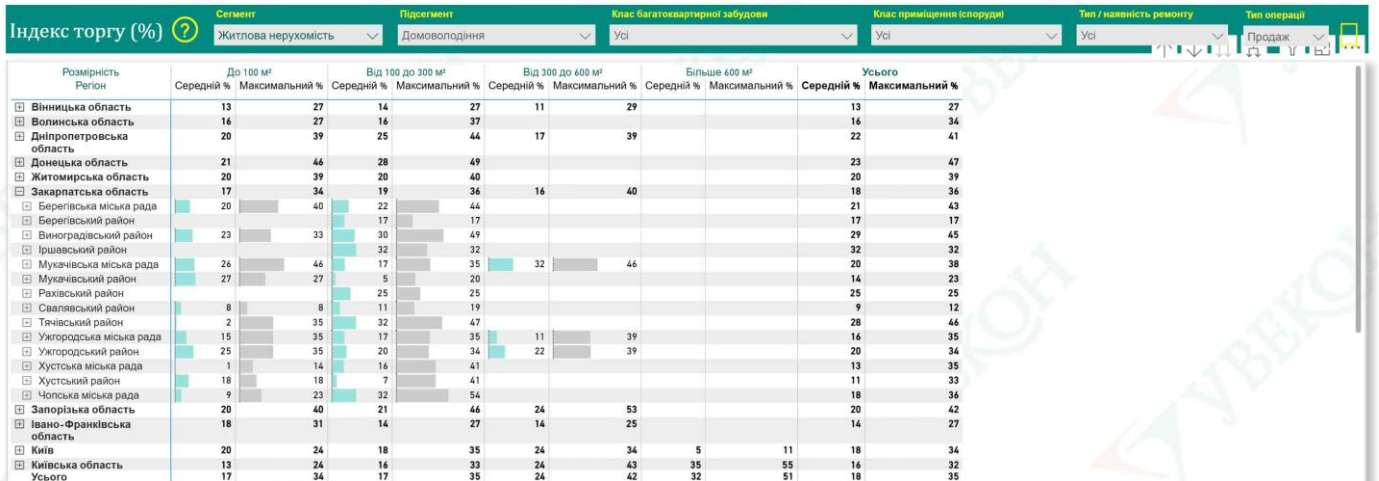 Сегмент Підсегмент Клас багатоквартирної забудови Клас приміщення (споруди) Тип / наявність ремонту Тип операції
Індекс торгу (%) ? Житлова нерухомість Домоволодіння Усі Усі Усі Продаж
Розмірність До 100 м² Від 100 до 300 м² Від 300 до 600 м² Більше 600 м² Усього
Регіон Середній % Максимальний % Середній % Максимальний % Середній % Максимальний % Середній % Максимальний % Середній % Максимальний %
Вінницька область 13 27 14 27 11 29 13 27
Волинська область 16 27 16 37 16 34
Дніпропетровська 20 39 25 44 17 39 22 41
область
Донецька область 21 46 28 49 23 47
Житомирська область 20 39 20 40 20 39
Закарпатська область 17 34 19 36 16 40 18 36
Берегівська міська рада 20 40 22 44 21 43
Берегівський район 17 17 17 17
Виноградівський район 23 33 30 49 29 45
Іршавський район 32 32 32 32
Мукачівська міська рада 26 46 17 35 32 46 20 38
Мукачівський район 27 27 5 20 14 23
Рахівський район 25 25 25 25
Свалявський район 8 8 11 19 9 12
Тячівський район 2 35 32 47 28 46
Ужгородська міська рада 15 35 17 35 11 39 16 35
Ужгородський район 25 35 20 34 22 39 20 34
Хустська міська рада 1 14 16 41 13 35
Хустський район 18 18 7 41 11 33
Чопська міська рада 9 23 32 54 18 36
Запорізька область 20 40 21 46 24 53 20 42
Івано-Франківська 18 31 14 27 14 25 14 27
область
Київ 20 24 18 35 24 34 5 11 18 34
Київська область 13 24 16 33 24 43 35 55 16 32
Усього 17 34 17 35 24 42 32 51 18 35
УВЕКОН
УВЕКОН